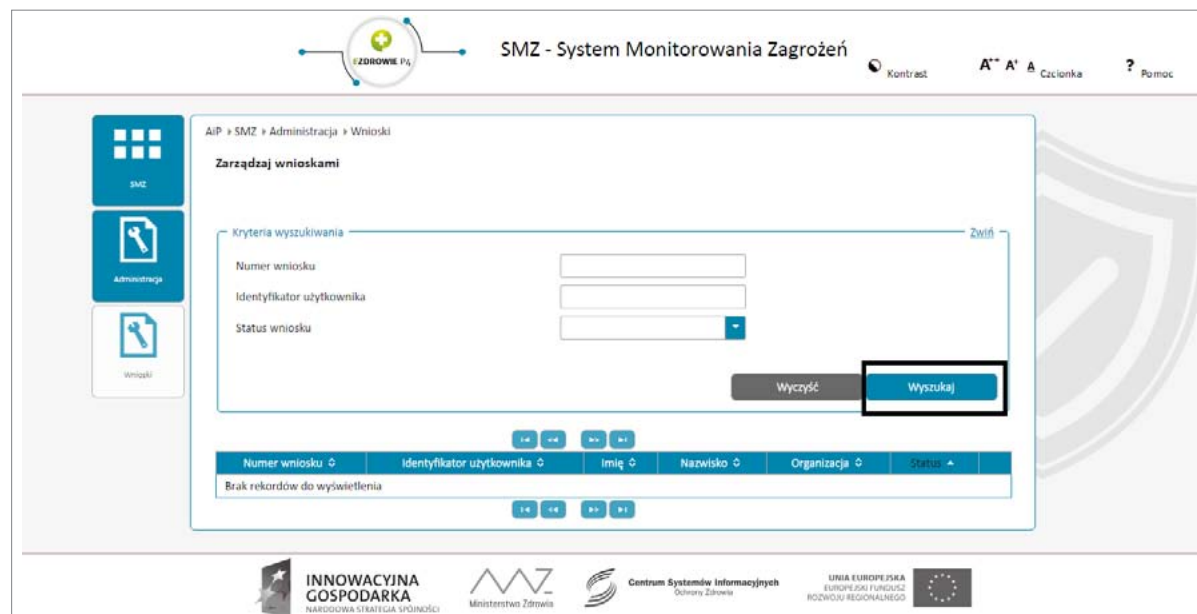 EZDROWIE P4
SMZ - System Monitorowania Zagrożeń
Kontrast
A++ A+ A Czcionka
? Pomoc
AiP SMZ Administracja Wnioski
Zarządzaj wnioskami
SMZ
Administracja
Wnioski
Kryteria wyszukiwania
Zwiń
Numer wniosku
Identyfikator użytkownika
Status wniosku
Wyczyść
Wyszukaj
Numer wniosku Identyfikator użytkownika Imię Nazwisko Organizacja Status
Brak rekordów do wyświetlenia
INNOWACYJNA
GOSPODARKA
NARODOWA STRATEGIA SPÓJNOŚCI
Ministerstwo Zdrowia
Centrum Systemów Informacyjnych
Ochrony Zdrowia
UNIA EUROPEJSKA
EUROPEJSKI FUNDUSZ
ROZWOJU REGIONALNEGO